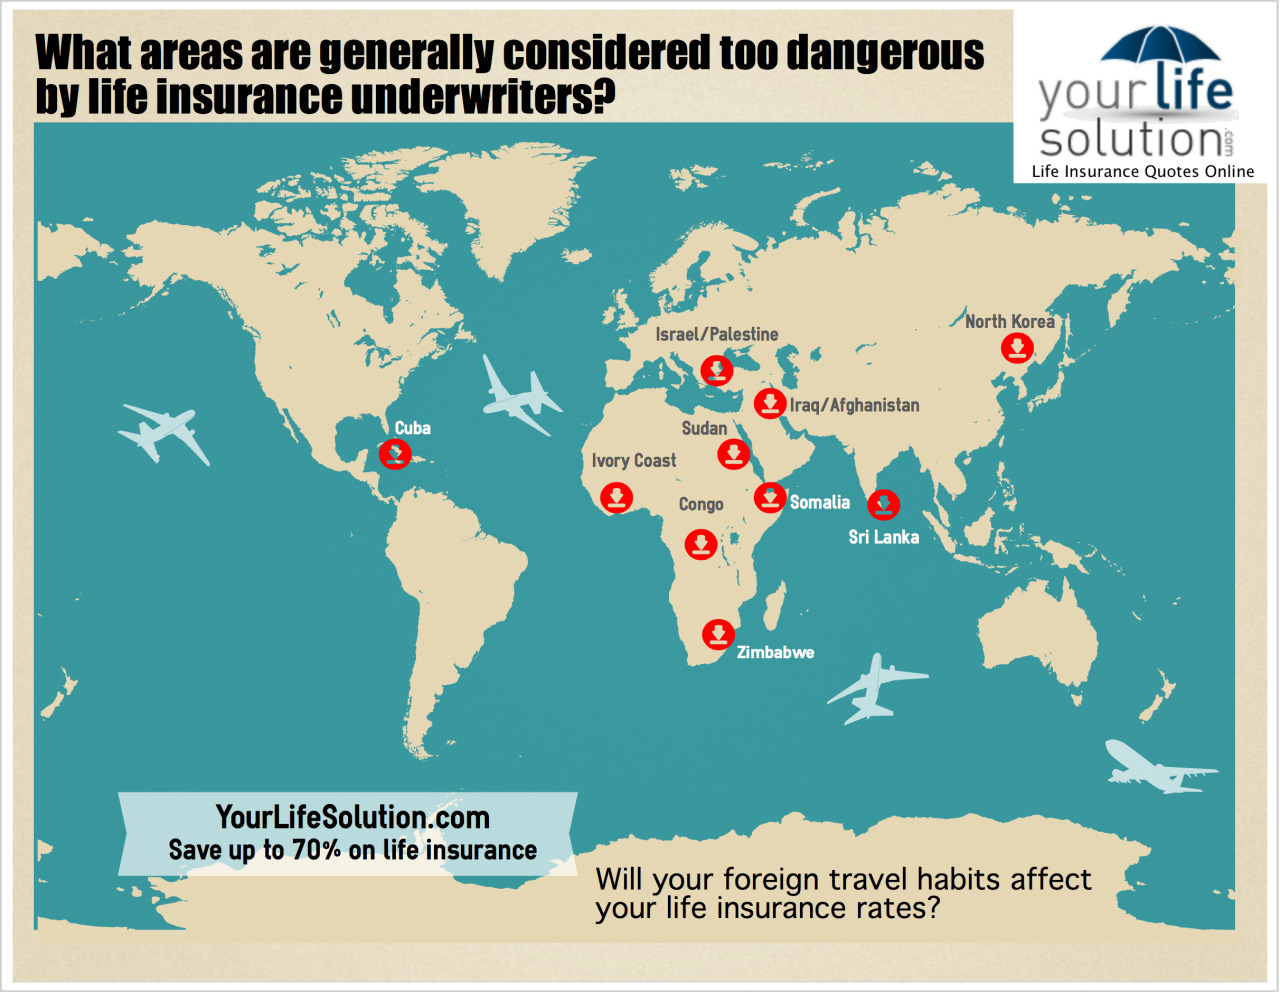 What areas are generally considered too dangerous
by life insurance underwriters?
your life
solution.com
Life Insurance Quotes Online
North Korea
Israel/Palestine
Iraq/Afghanistan
Cuba
Sudan
Ivory Coast
Congo
Somalia
Sri Lanka
Zimbabwe
YourLifeSolution.com
Save up to 70% on life insurance
Will your foreign travel habits affect
your life insurance rates?